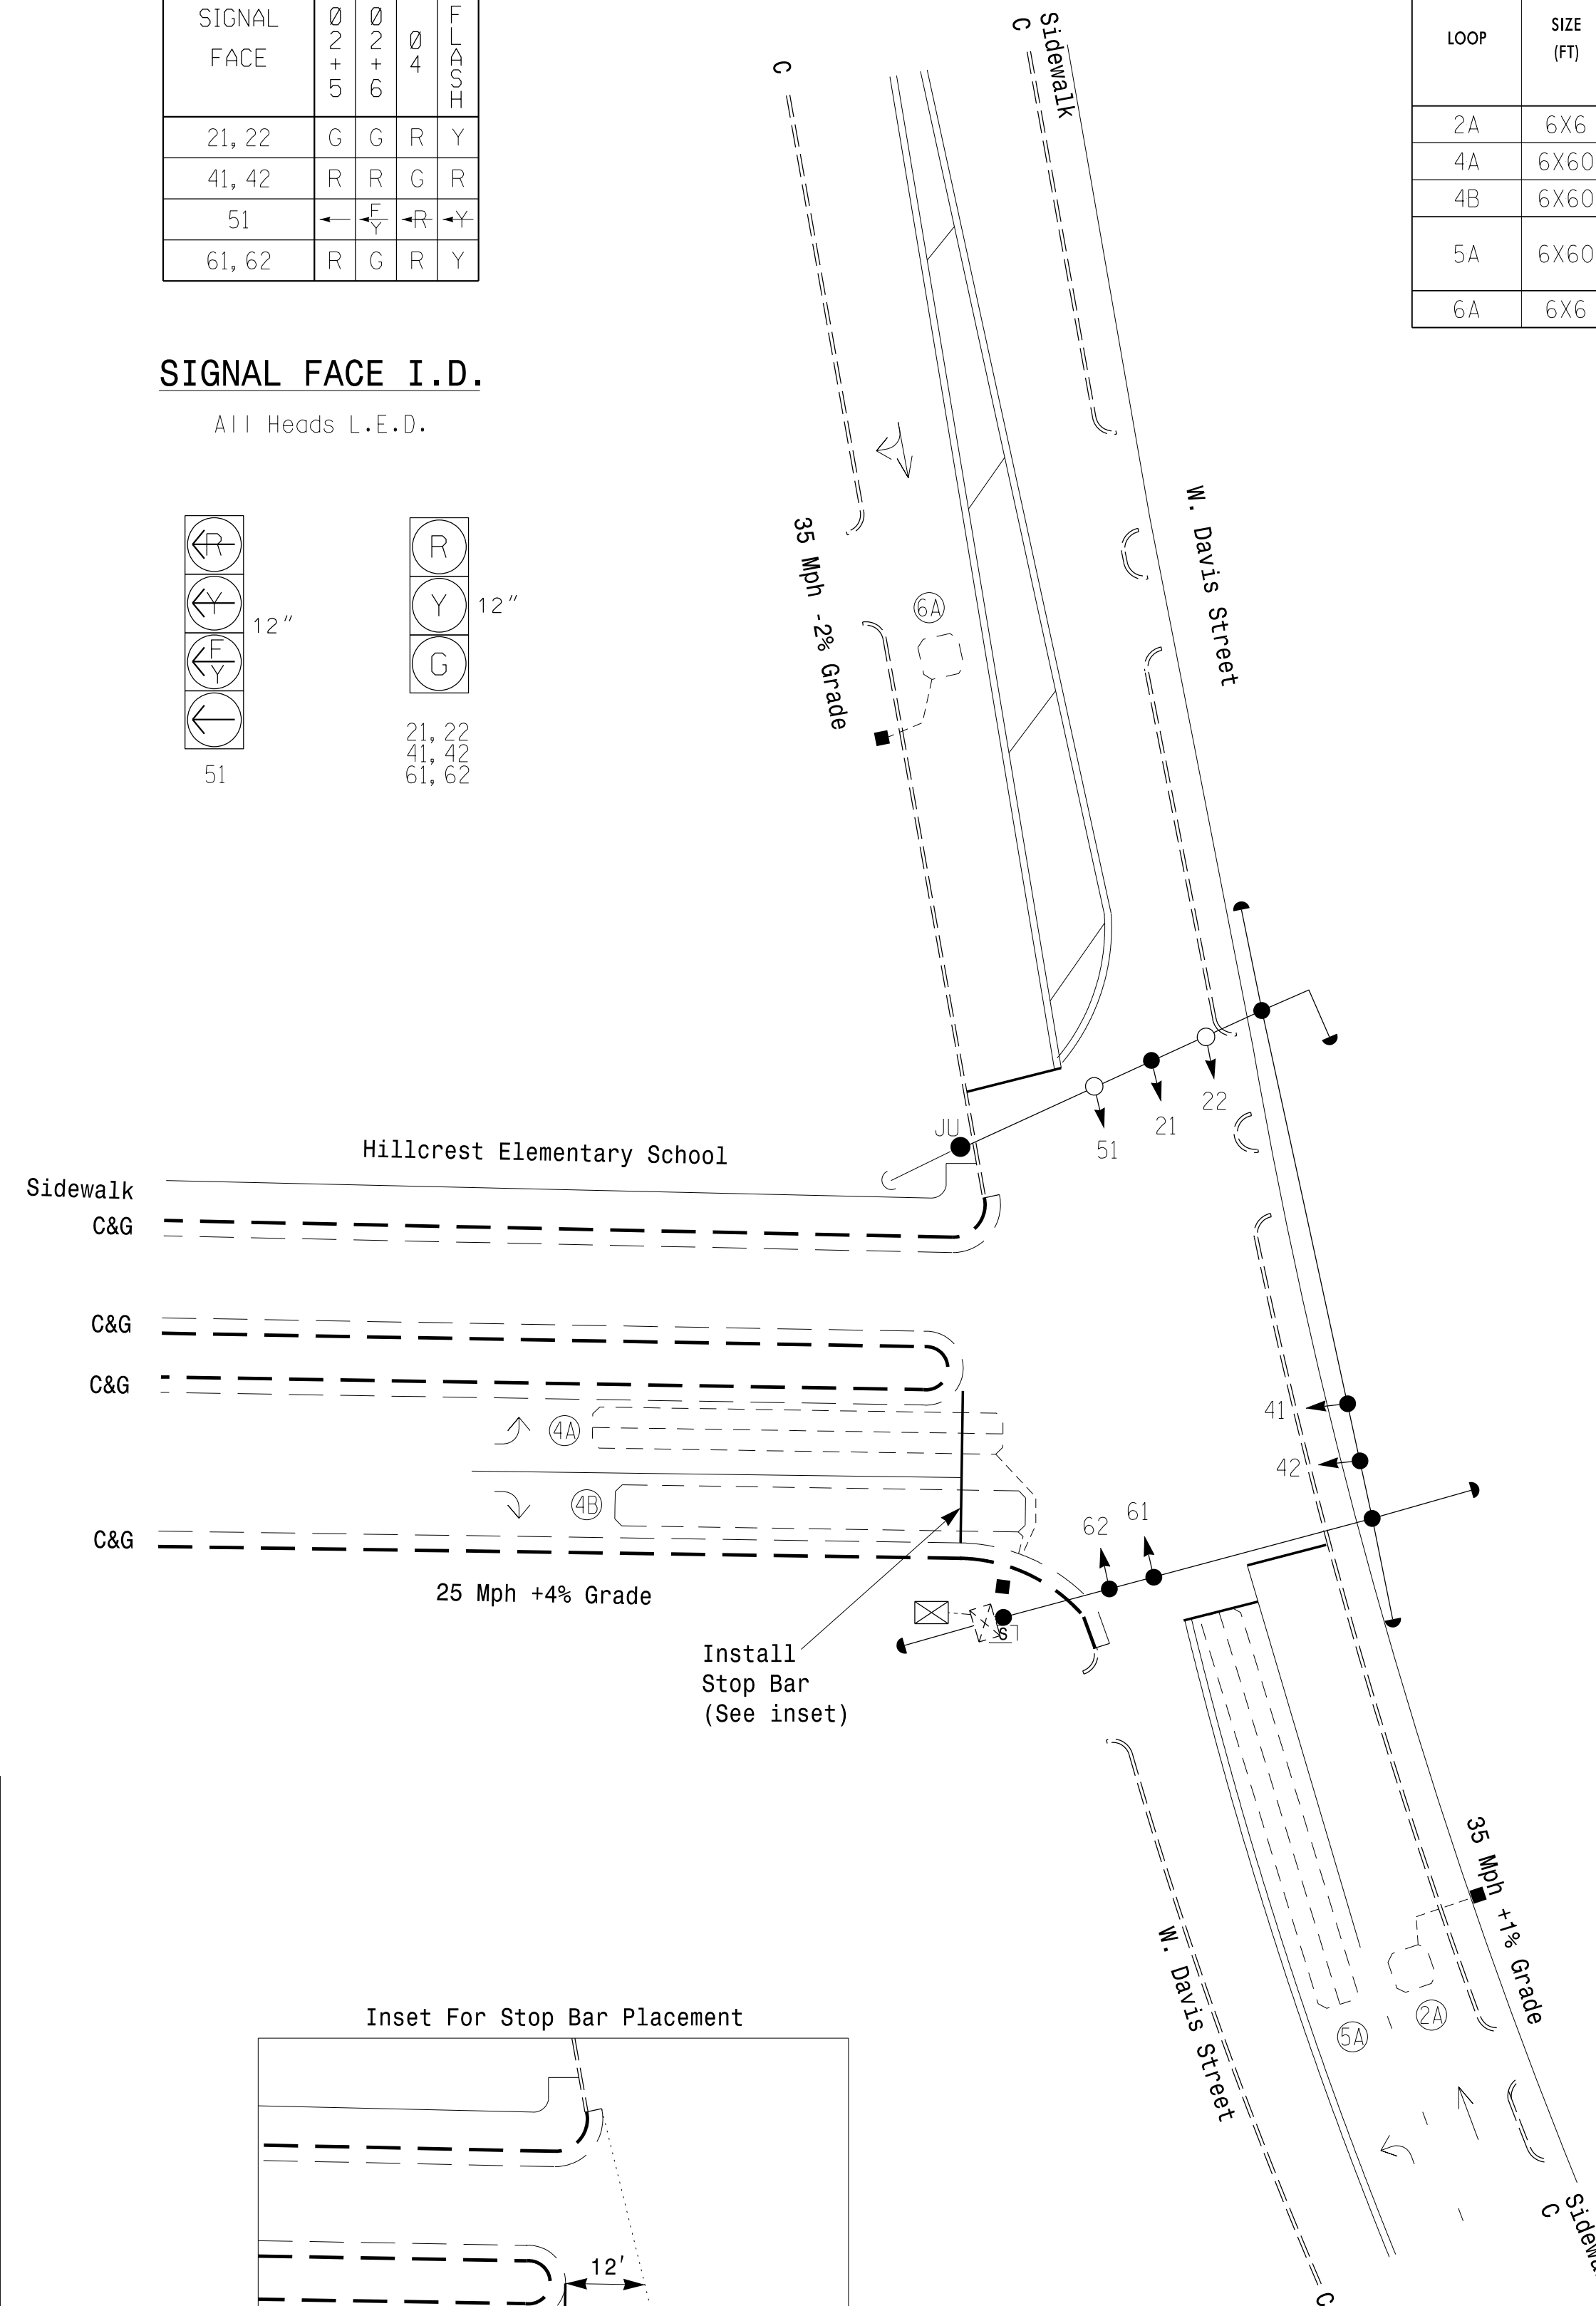 SIGNAL FACE Ø2+5 Ø2+6 Ø4 FLASH
21, 22 G G R Y
41, 42 R R G R
51 F Y R Y
61, 62 R G R Y
LOOP SIZE (FT)
2A 6X6
4A 6X60
4B 6X60
5A 6X60
6A 6X6
SIGNAL FACE I.D.
All Heads L.E.D.
R
Y
F
Y
12"
51
R
Y
G
12"
21, 22
41, 42
61, 62
C
C
Sidewalk
W. Davis Street
35 Mph -2% Grade
6A
JU
51
21
22
Hillcrest Elementary School
Sidewalk
C&G
C&G
C&G
C&G
4A
4B
41
42
62
61
25 Mph +4% Grade
S
Install
Stop Bar
(See inset)
35 Mph +1% Grade
W. Davis Street
5A
2A
C
C
Inset For Stop Bar Placement
12'